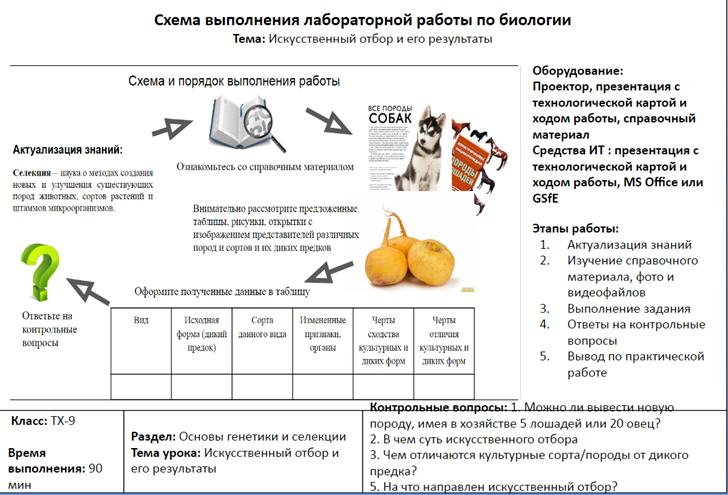 Схема выполнения лабораторной работы по биологии
Тема: Искусственный отбор и его результаты
Схема и порядок выполнения работы
Актуализация знаний:
Селекция – наука о методах создания
новых и улучшения существующих
пород животных, сортов растений и
штаммов микроорганизмов.
Ознакомьтесь со справочным материалом
ВСЕ ПОРОДЫ
СОБАК
ПОРОДЫ
ЛОШАДЕЙ
Внимательно рассмотрите предложенные
таблицы, рисунки, открытки с
изображением представителей различных
пород и сортов и их диких предков
Оформите полученные данные в таблицу
Ответьте на
контрольные
вопросы
Вид
Исходная
форма (дикий
предок)
Сорта
данного вида
Измененные
признаки,
органы
Черты
сходства
культурных и
диких форм
Черты
отличия
культурных и
диких форм
Оборудование:
Проектор, презентация с
технологической картой и
ходом работы, справочный
материал
Средства ИТ : презентация с
технологической картой и
ходом работы, MS Office или
GSfE
Этапы работы:
1. Актуализация знаний
2. Изучение справочного
материала, фото и
видеофайлов
3. Выполнение задания
4. Ответы на контрольные
вопросы
5. Вывод по практической
работе
Класс: ТХ-9
Время
выполнения: 90
мин
Раздел: Основы генетики и селекции
Тема урока: Искусственный отбор и
его результаты
Контрольные вопросы: 1. Можно ли вывести новую
породу, имея в хозяйстве 5 лошадей или 20 овец?
2. В чем суть искусственного отбора
3. Чем отличаются культурные сорта/породы от дикого
предка?
5. На что направлен искусственный отбор?